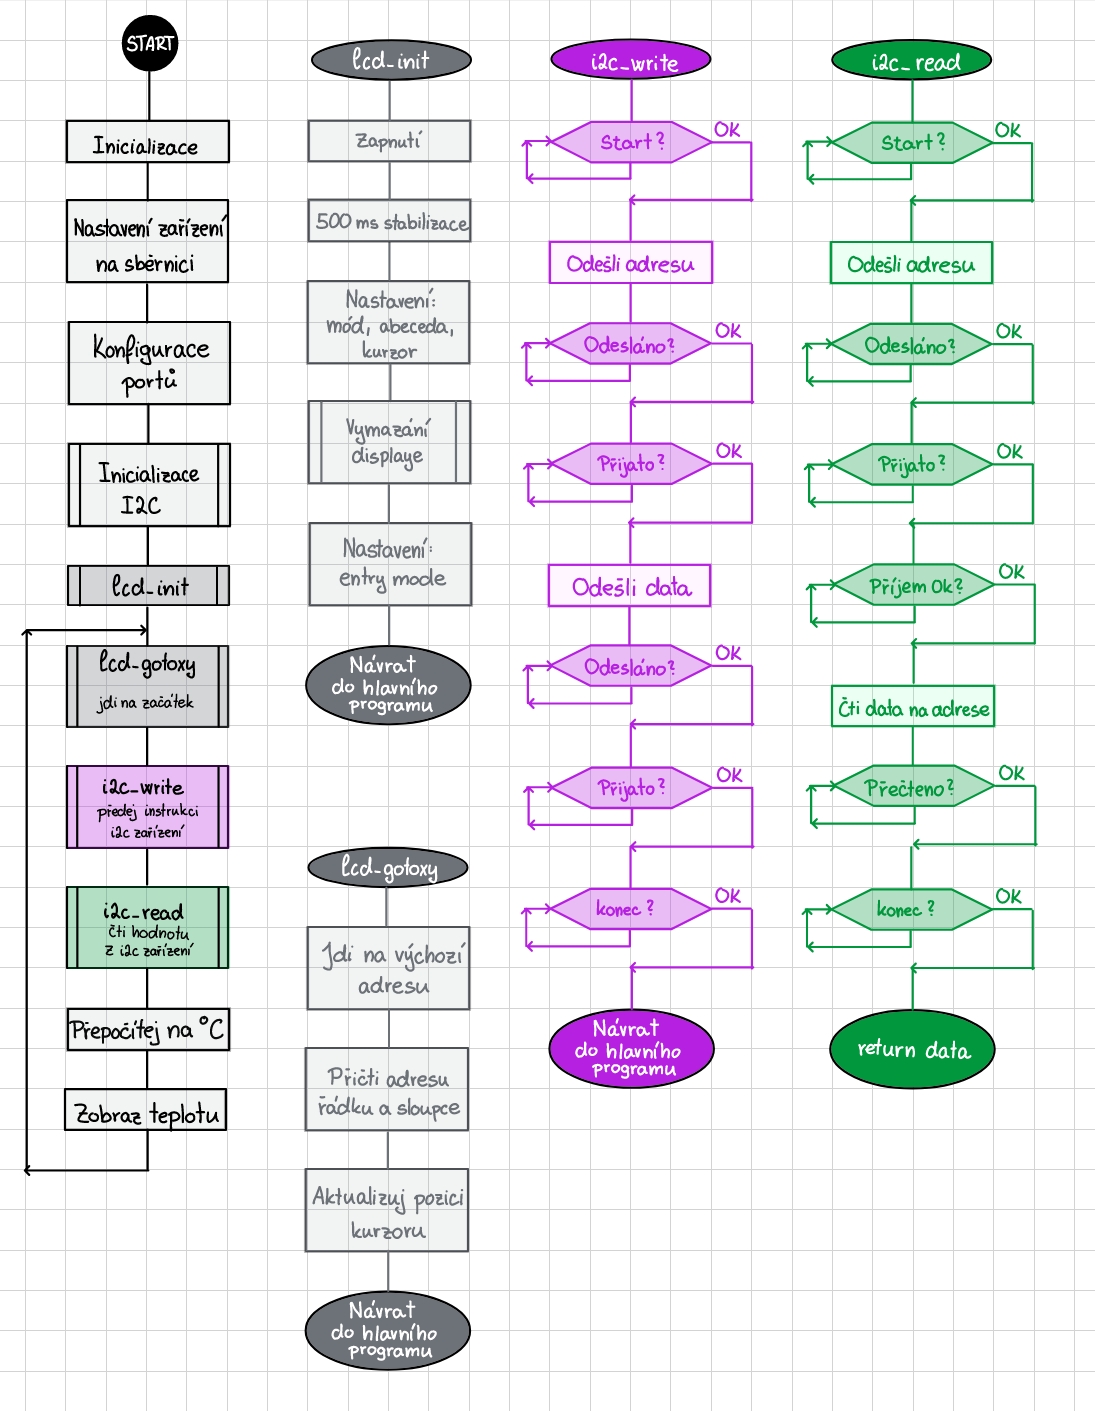 START
Inicializace
Nastavení zařízení
na sběrnici
Konfigurace
portů
Inicializace
I2C
lcd_init
lcd-gotoxy
jdi na začátek
i2c_write
předej instrukci
i2c zařízení
i2c_read
čti hodnotu
z i2c zařízení
Přepočítej na °C
Zobraz teplotu
lcd_init
Zapnutí
500 ms stabilizace
Nastavení:
mód, abeceda,
kurzor
Vymazání
displaye
Nastavení:
entry mode
Návrat
do hlavního
programu
lcd-gotoxy
Jdi na výchozí
adresu
Přičti adresu
řádku a sloupce
Aktualizuj pozici
kurzoru
Návrat
do hlavního
programu
i2c_write
Start?
OK
Odešli adresu
Odesláno?
OK
Přijato?
OK
Odešli data
Odesláno?
OK
Přijato?
OK
konec?
OK
Návrat
do hlavního
programu
i2c_read
Start?
OK
Odešli adresu
Odesláno?
OK
Přijato?
OK
Příjem Ok?
OK
Čti data na adrese
Přečteno?
OK
konec?
OK
return data